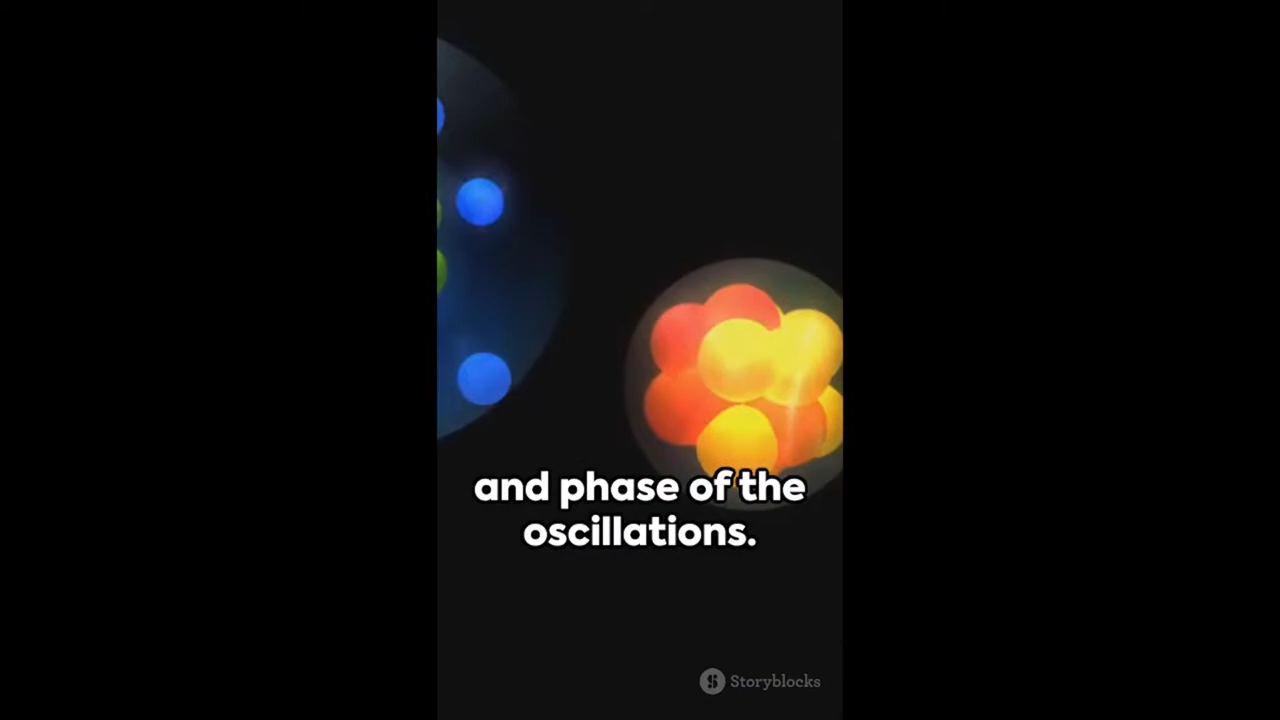 and phase of the
oscillations.
Storyblocks